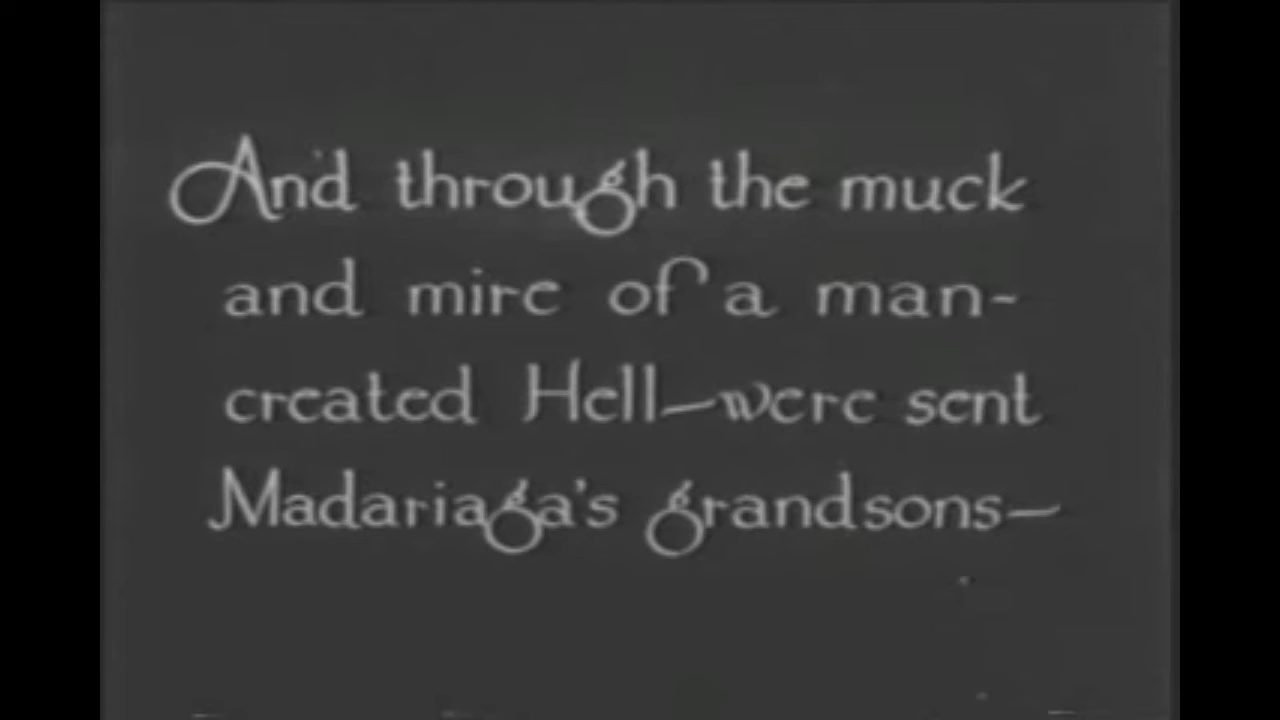 And through the muck
and mire of a man-
created Hell—were sent
Madariaga's grandsons—